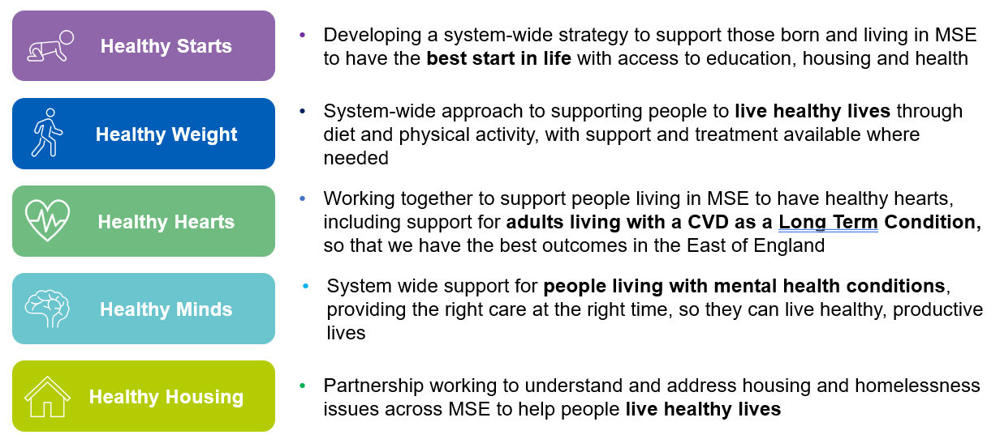 Healthy Starts
• Developing a system-wide strategy to support those born and living in MSE
to have the best start in life with access to education, housing and health
Healthy Weight
• System-wide approach to supporting people to live healthy lives through
diet and physical activity, with support and treatment available where
needed
Healthy Hearts
• Working together to support people living in MSE to have healthy hearts,
including support for adults living with a CVD as a Long Term Condition,
so that we have the best outcomes in the East of England
Healthy Minds
• System wide support for people living with mental health conditions,
providing the right care at the right time, so they can live healthy, productive
lives
Healthy Housing
• Partnership working to understand and address housing and homelessness
issues across MSE to help people live healthy lives